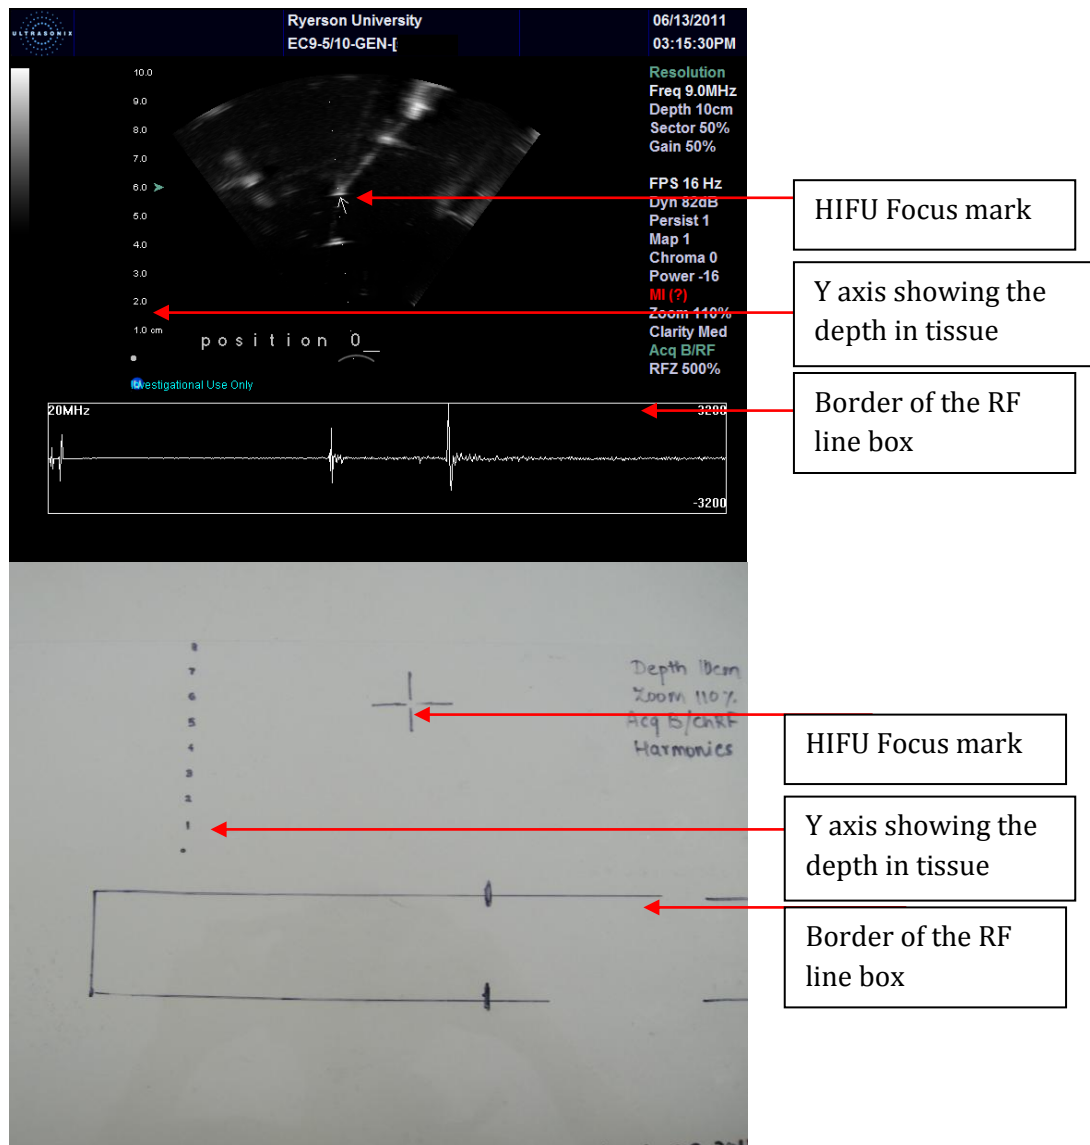 ULTRASONIX
Ryerson University
06/13/2011
EC9-5/10-GEN-[
03:15:30PM
10.0
9.0
8.0
7.0
6.0
5.0
4.0
3.0
2.0
1.0 cm
Resolution
Freq 9.0MHz
Depth 10cm
Sector 50%
Gain 50%
FPS 16 Hz
Dyn 82dB
Persist 1
Map 1
Chroma 0
Power -16
MI (?)
Zoom 110%
Clarity Med
Acq B/RF
RFZ 500%
position 0_
Investigational Use Only
20MHz
3200
-3200
HIFU Focus mark
Y axis showing the
depth in tissue
Border of the RF
line box
8
7
6
5
4
3
2
1
Depth 10cm
Zoom 110%
Acq B/ChRF
Harmonics
HIFU Focus mark
Y axis showing the
depth in tissue
Border of the RF
line box